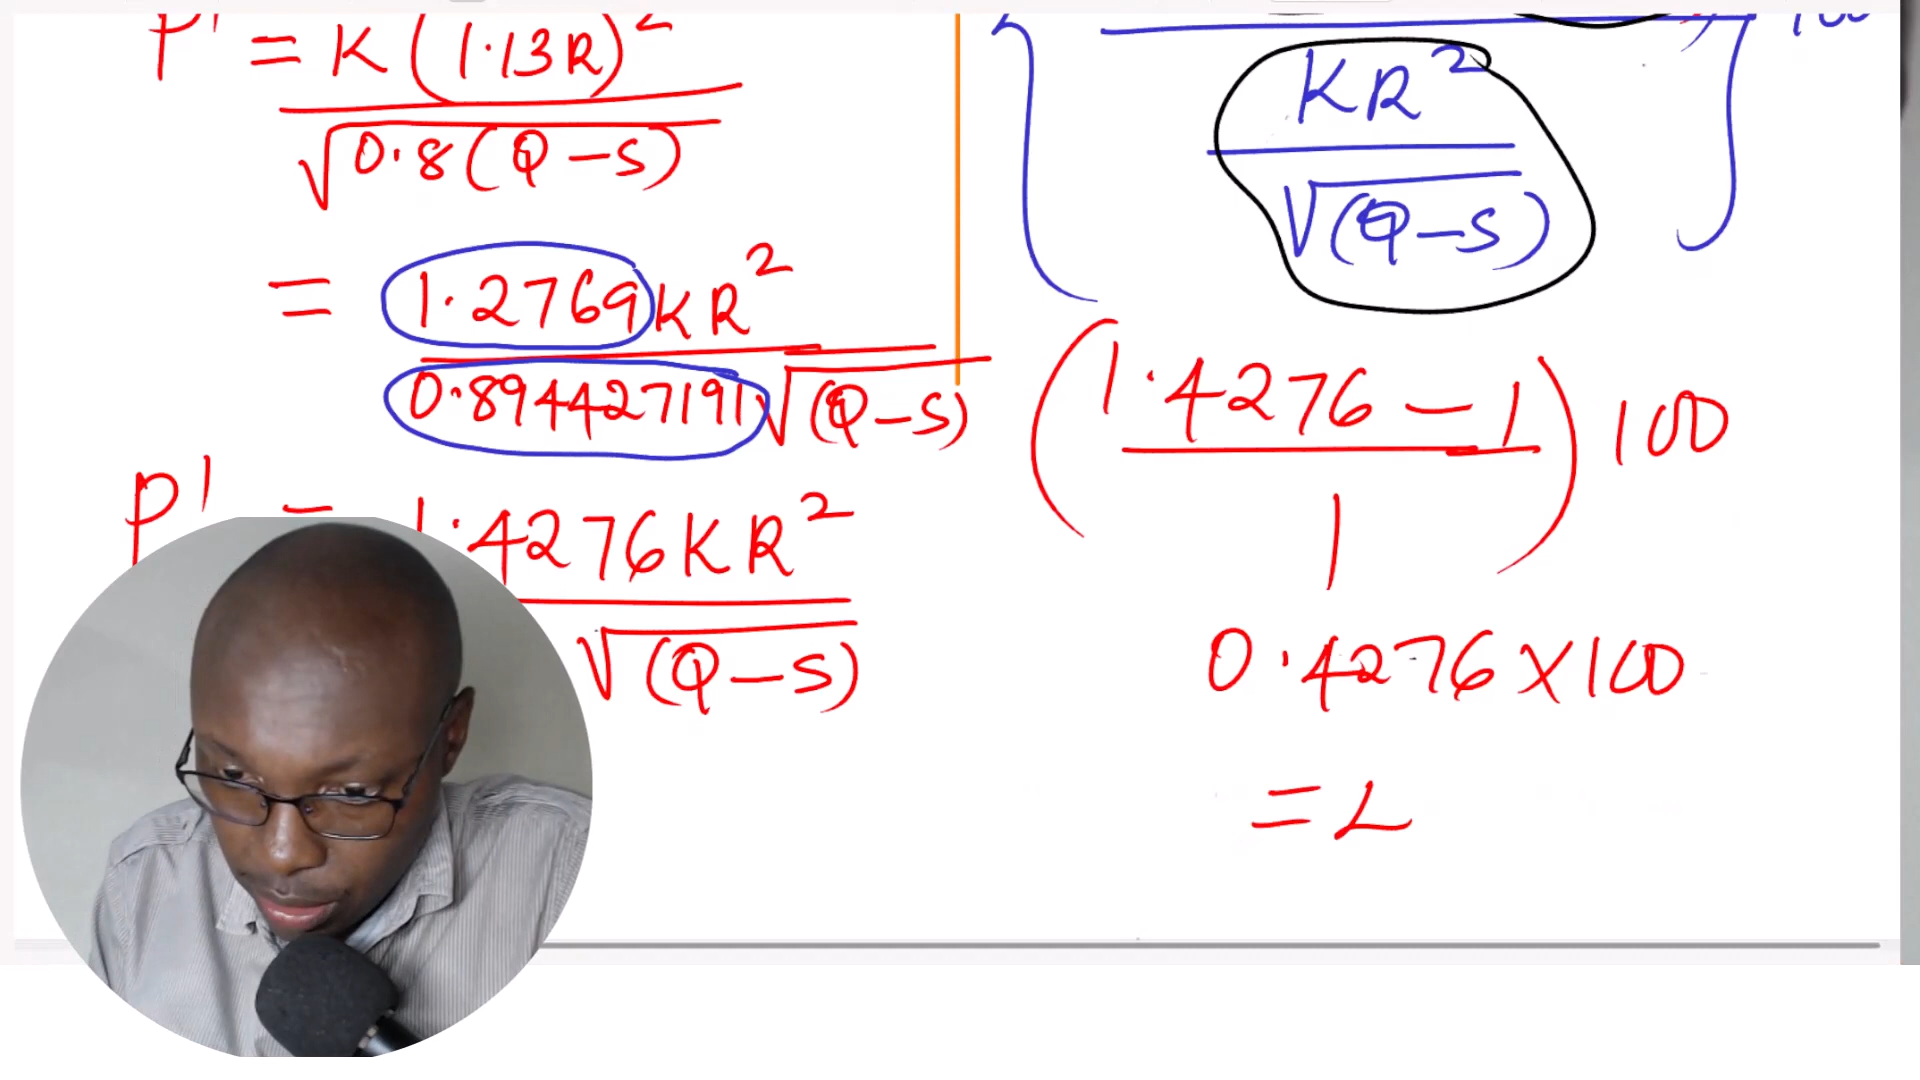 P' = K(1.13R)²
√0.8(Q-S)
= 1.2769KR²
0.894427191√(Q-S)
P' = 1.4276KR²
√(Q-S)
100
KR²
√(Q-S)
(1.4276-1) 100
1
0.4276×100
= L